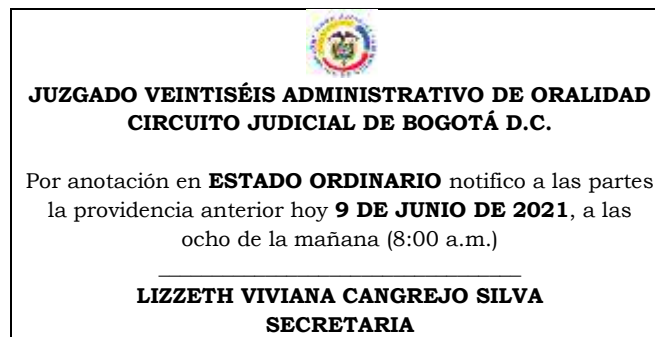 JUZGADO VEINTISÉIS ADMINISTRATIVO DE ORALIDAD
CIRCUITO JUDICIAL DE BOGOTÁ D.C.
Por anotación en ESTADO ORDINARIO notifico a las partes
la providencia anterior hoy 9 DE JUNIO DE 2021, a las
ocho de la mañana (8:00 a.m.)
LIZZETH VIVIANA CANGREJO SILVA
SECRETARIA